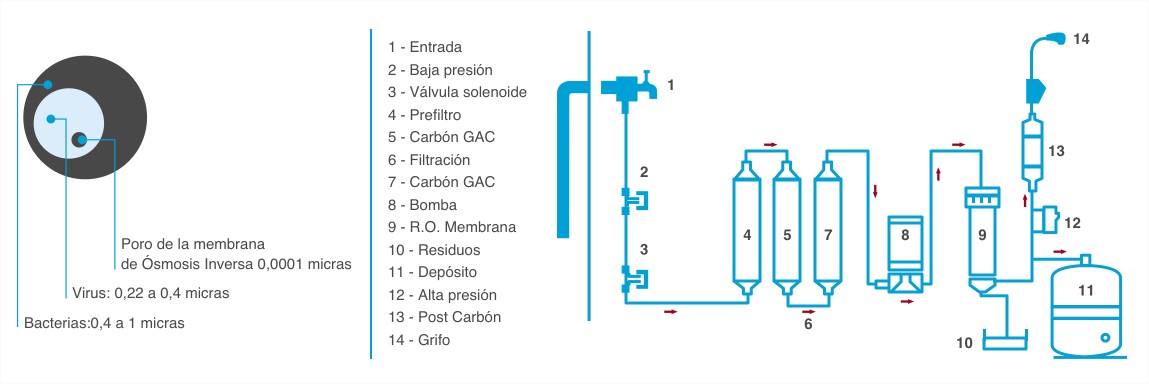 Poro de la membrana
de Ósmosis Inversa 0,0001 micras
Virus: 0,22 a 0,4 micras
Bacterias:0,4 a 1 micras
1 - Entrada
2 - Baja presión
3 - Válvula solenoide
4 - Prefiltro
5 - Carbón GAC
6 - Filtración
7 - Carbón GAC
8 - Bomba
9 - R.O. Membrana
10 - Residuos
11 - Depósito
12 - Alta presión
13 - Post Carbón
14 - Grifo
1
2
3
4
5
7
6
8
9
10
11
12
13
14